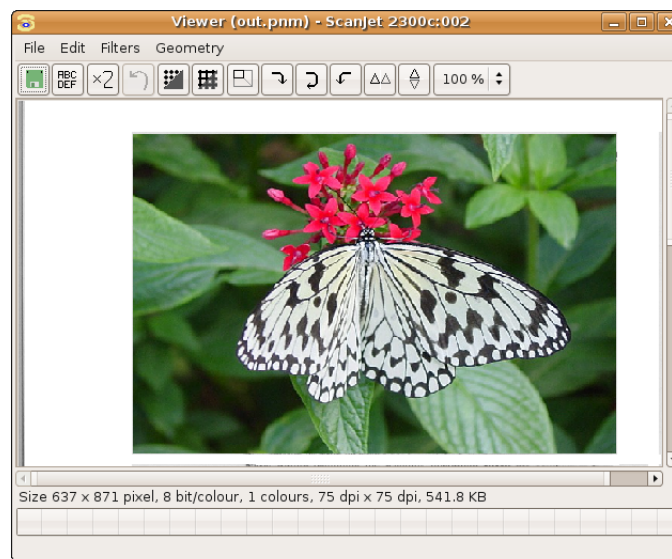 Viewer (out.pnm) - ScanJet 2300c:002
File Edit Filters Geometry
ABC DEF ×2 100 %
Size 637 x 871 pixel, 8 bit/colour, 1 colours, 75 dpi x 75 dpi, 541.8 KB